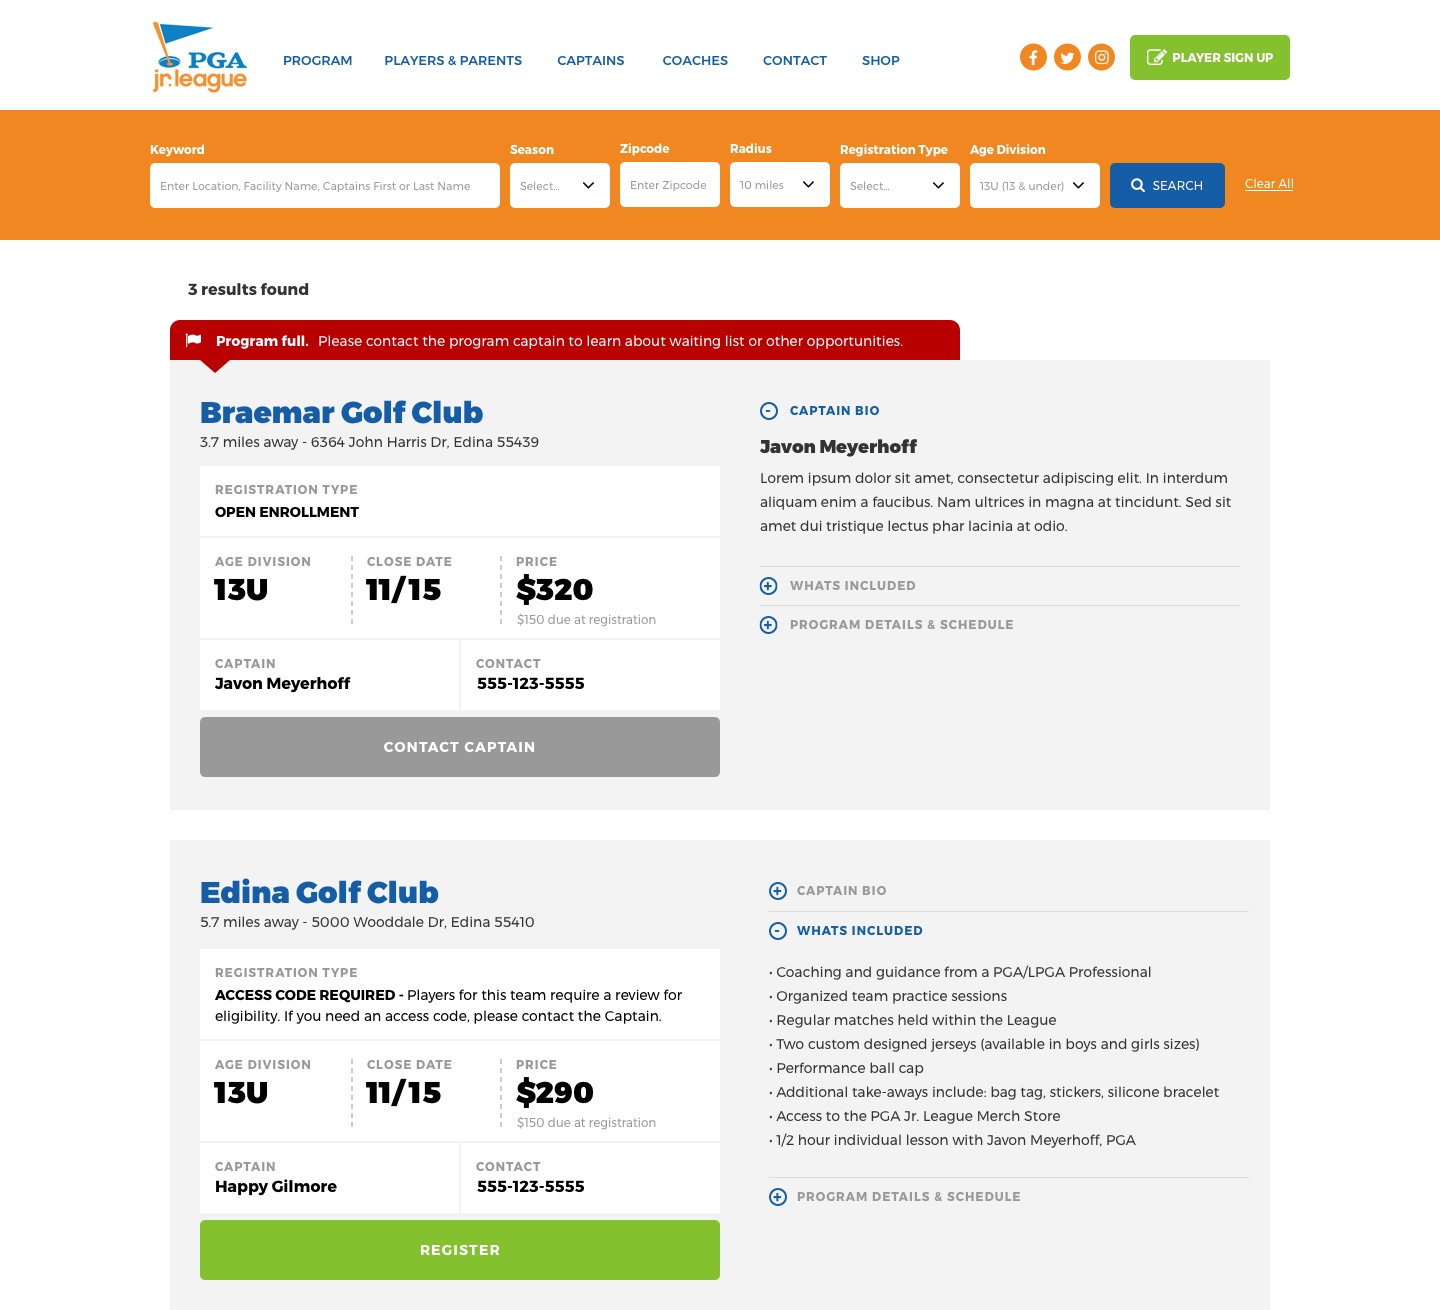 PGA
jr.league
PROGRAM
PLAYERS & PARENTS
CAPTAINS
COACHES
CONTACT
SHOP
PLAYER SIGN UP
Keyword
Season
Zipcode
Radius
Registration Type
Age Division
Enter Location, Facility Name, Captains First or Last Name
Select...
Enter Zipcode
10 miles
Select...
13U (13 & under)
SEARCH
Clear All
3 results found
Program full. Please contact the program captain to learn about waiting list or other opportunities.
Braemar Golf Club
3.7 miles away - 6364 John Harris Dr, Edina 55439
REGISTRATION TYPE
OPEN ENROLLMENT
AGE DIVISION
13U
CLOSE DATE
11/15
PRICE
$320
$150 due at registration
CAPTAIN
Javon Meyerhoff
CONTACT
555-123-5555
CONTACT CAPTAIN
- CAPTAIN BIO
Javon Meyerhoff
Lorem ipsum dolor sit amet, consectetur adipiscing elit. In interdum
aliquam enim a faucibus. Nam ultrices in magna at tincidunt. Sed sit
amet dui tristique lectus phar lacinia at odio.
+ WHATS INCLUDED
+ PROGRAM DETAILS & SCHEDULE
Edina Golf Club
5.7 miles away - 5000 Wooddale Dr, Edina 55410
REGISTRATION TYPE
ACCESS CODE REQUIRED - Players for this team require a review for
eligibility. If you need an access code, please contact the Captain.
AGE DIVISION
13U
CLOSE DATE
11/15
PRICE
$290
$150 due at registration
CAPTAIN
Happy Gilmore
CONTACT
555-123-5555
REGISTER
+ CAPTAIN BIO
- WHATS INCLUDED
• Coaching and guidance from a PGA/LPGA Professional
• Organized team practice sessions
• Regular matches held within the League
• Two custom designed jerseys (available in boys and girls sizes)
• Performance ball cap
• Additional take-aways include: bag tag, stickers, silicone bracelet
• Access to the PGA Jr. League Merch Store
• 1/2 hour individual lesson with Javon Meyerhoff, PGA
+ PROGRAM DETAILS & SCHEDULE